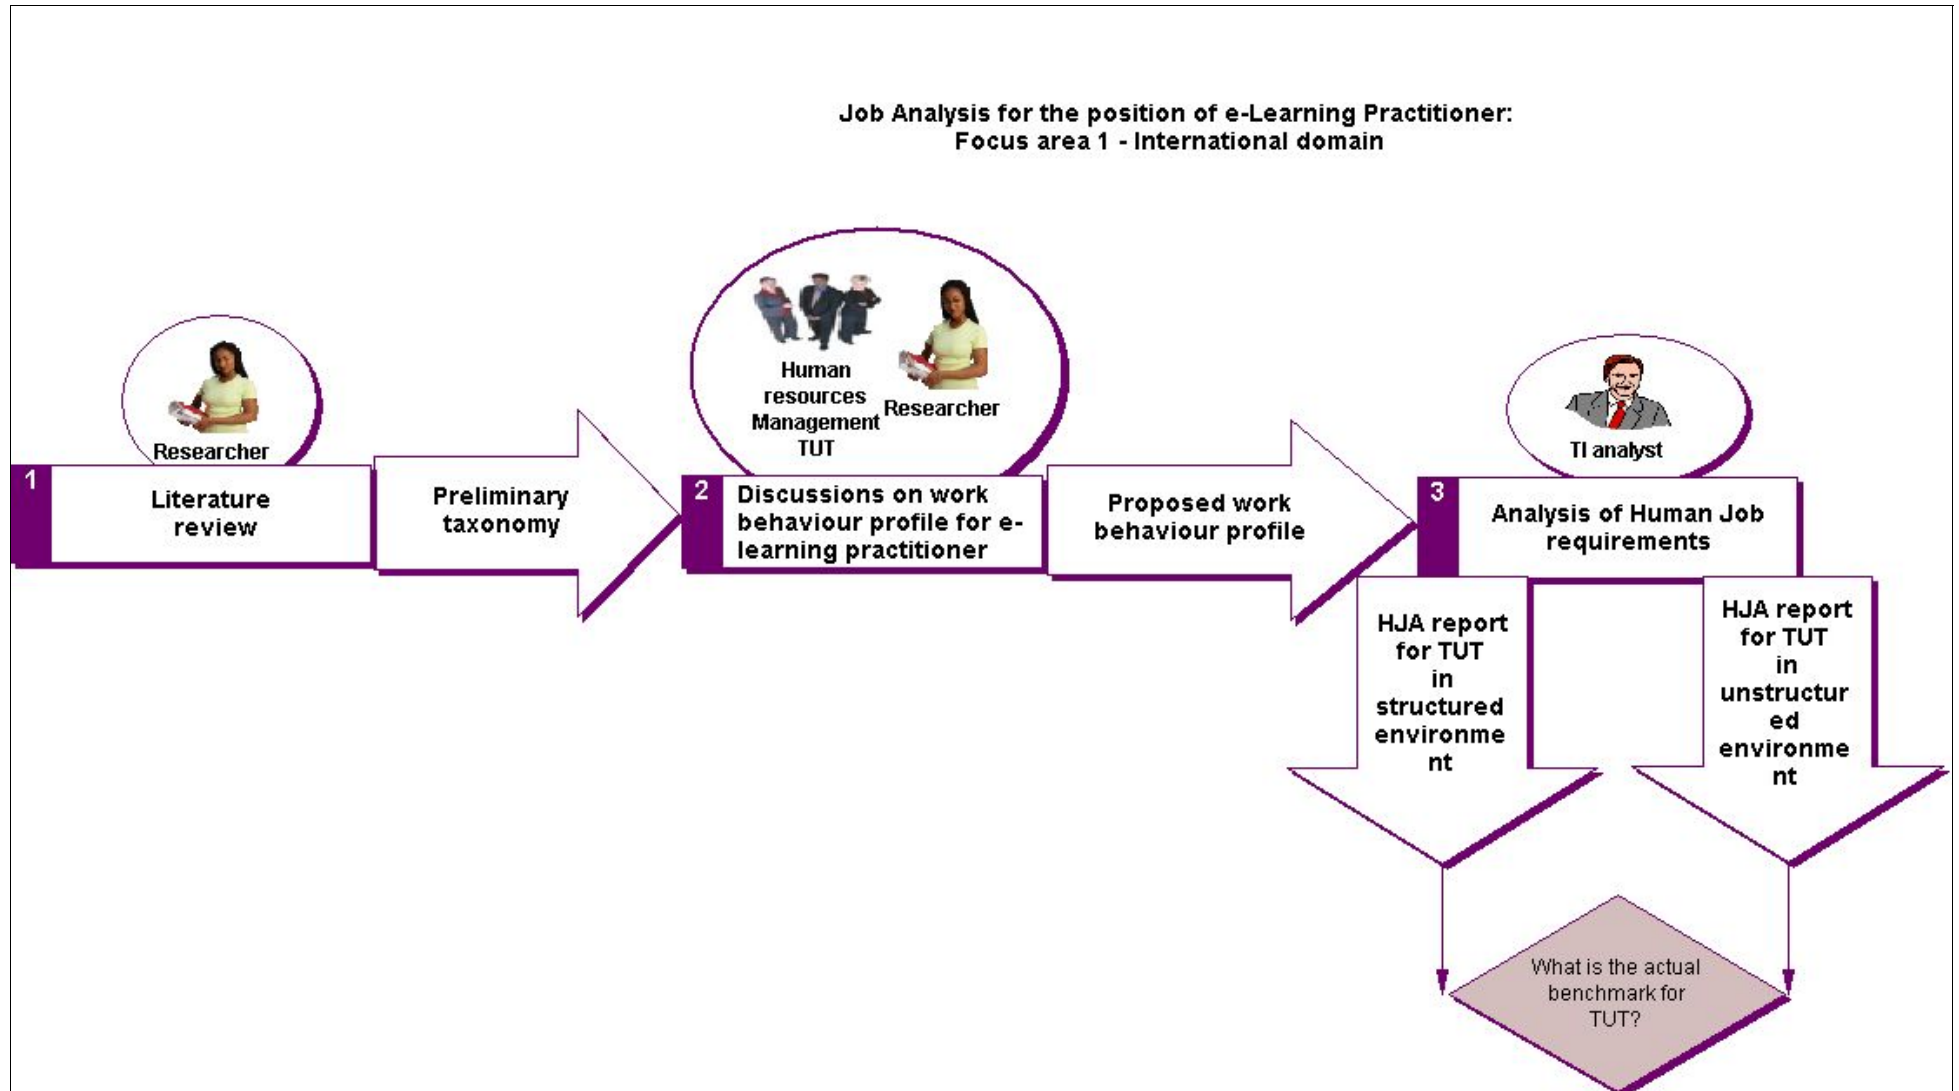 Job Analysis for the position of e-Learning Practitioner:
Focus area 1 - International domain
Researcher
1
Literature
review
Preliminary
taxonomy
Human
resources
Management
TUT
Researcher
2
Discussions on work
behaviour profile for e-
learning practitioner
Proposed work
behaviour profile
TI analyst
3
Analysis of Human Job
requirements
HJA report
for TUT
in
structured
environme
nt
HJA report
for TUT
in
unstructur
ed
environme
nt
What is the actual
benchmark for
TUT?